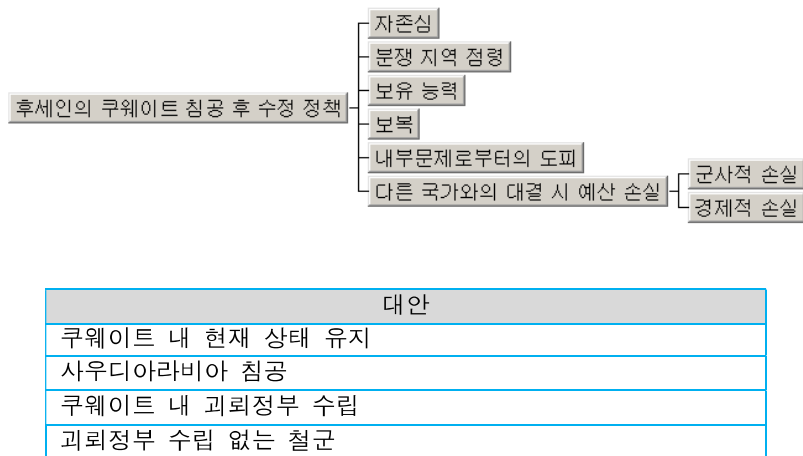 자존심
분쟁 지역 점령
보유 능력
후세인의 쿠웨이트 침공 후 수정 정책
보복
내부문제로부터의 도피
다른 국가와의 대결 시 예산 손실
군사적 손실
경제적 손실
대안
쿠웨이트 내 현재 상태 유지
사우디아라비아 침공
쿠웨이트 내 괴뢰정부 수립
괴뢰정부 수립 없는 철군